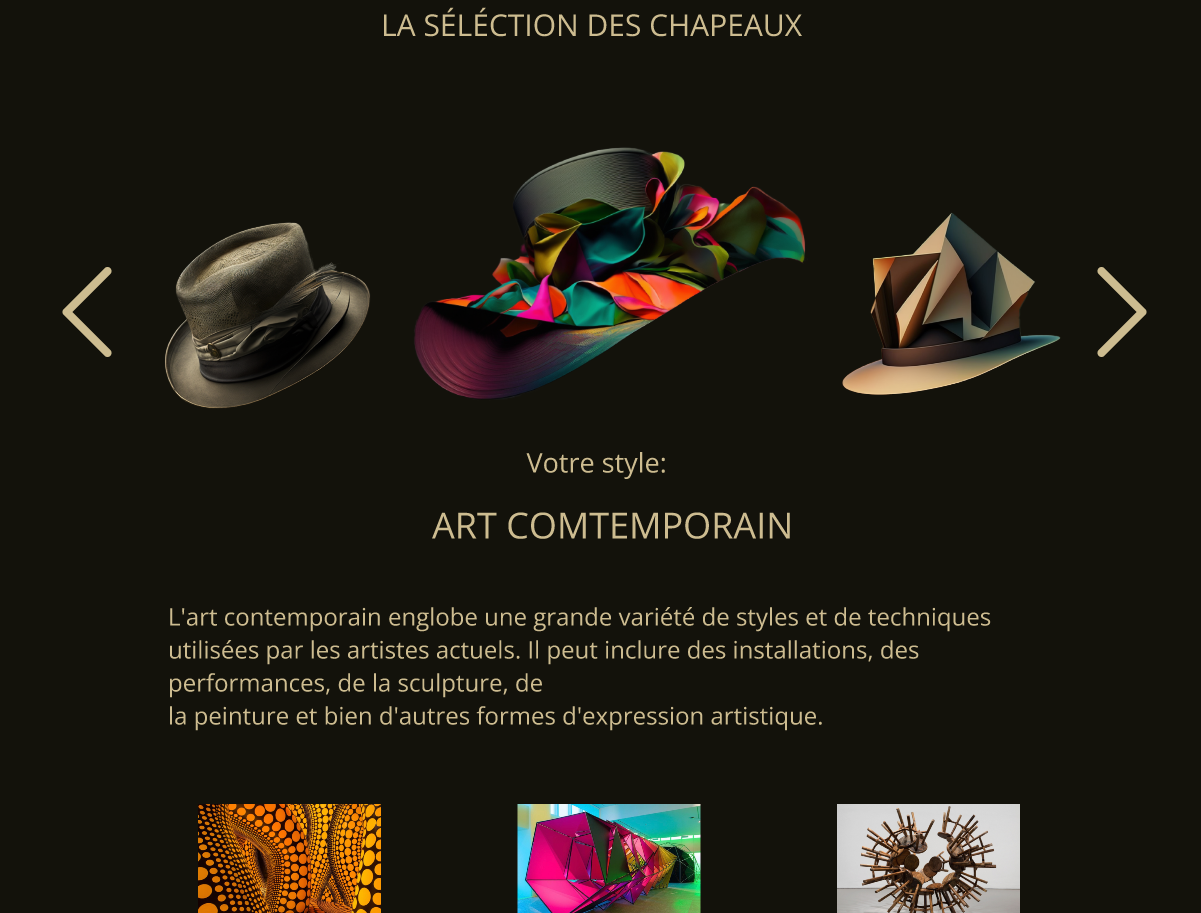 LA SÉLÉCTION DES CHAPEAUX
Votre style:
ART COMTEMPORAIN
L'art contemporain englobe une grande variété de styles et de techniques
utilisées par les artistes actuels. Il peut inclure des installations, des
performances, de la sculpture, de
la peinture et bien d'autres formes d'expression artistique.